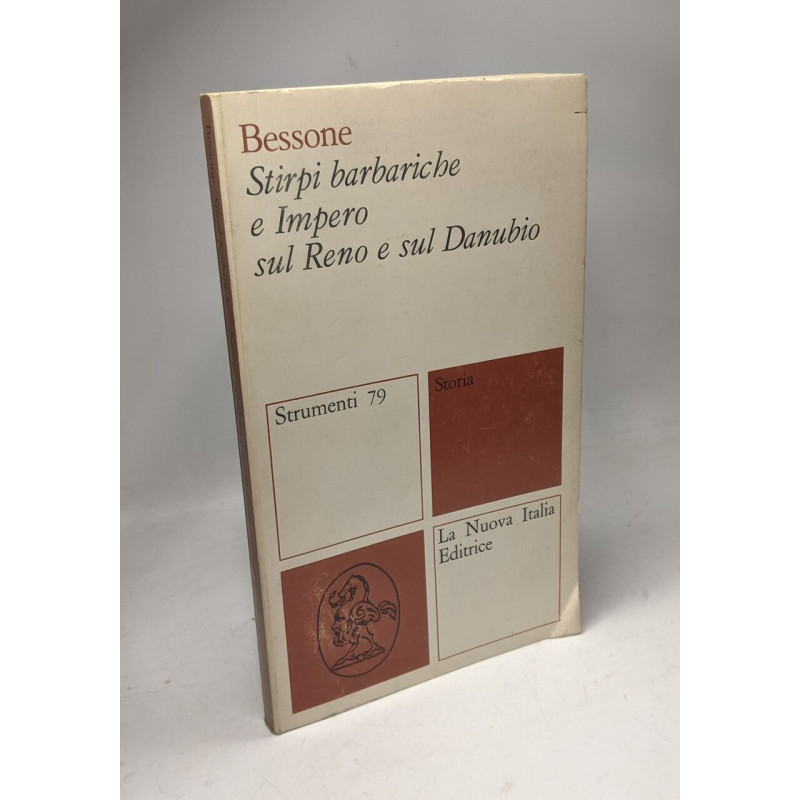 Bessone
Stirpi barbariche
e Impero
sul Reno e sul Danubio
Strumenti 79
Storia
La Nuova Italia
Editrice